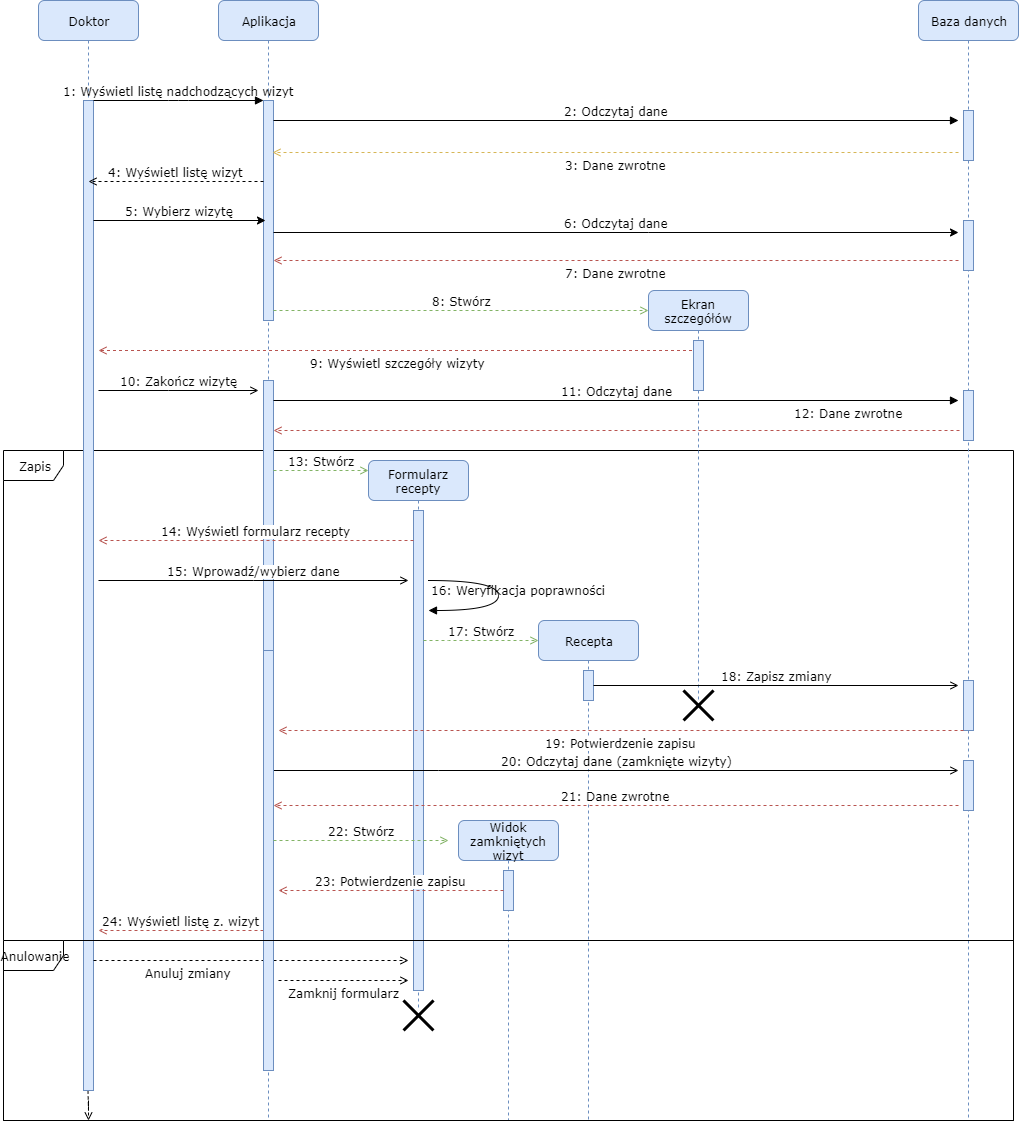 Doktor
Aplikacja
Baza danych
1: Wyświetl listę nadchodzących wizyt
2: Odczytaj dane
3: Dane zwrotne
4: Wyświetl listę wizyt
5: Wybierz wizytę
6: Odczytaj dane
7: Dane zwrotne
8: Stwórz
Ekran
szczegółów
9: Wyświetl szczegóły wizyty
10: Zakończ wizytę
11: Odczytaj dane
12: Dane zwrotne
Zapis
13: Stwórz
Formularz
recepty
14: Wyświetl formularz recepty
15: Wprowadź/wybierz dane
16: Weryfikacja poprawności
17: Stwórz
Recepta
18: Zapisz zmiany
19: Potwierdzenie zapisu
20: Odczytaj dane (zamknięte wizyty)
21: Dane zwrotne
22: Stwórz
Widok
zamkniętych
wizyt
23: Potwierdzenie zapisu
24: Wyświetl listę z. wizyt
Anulowanie
Anuluj zmiany
Zamknij formularz